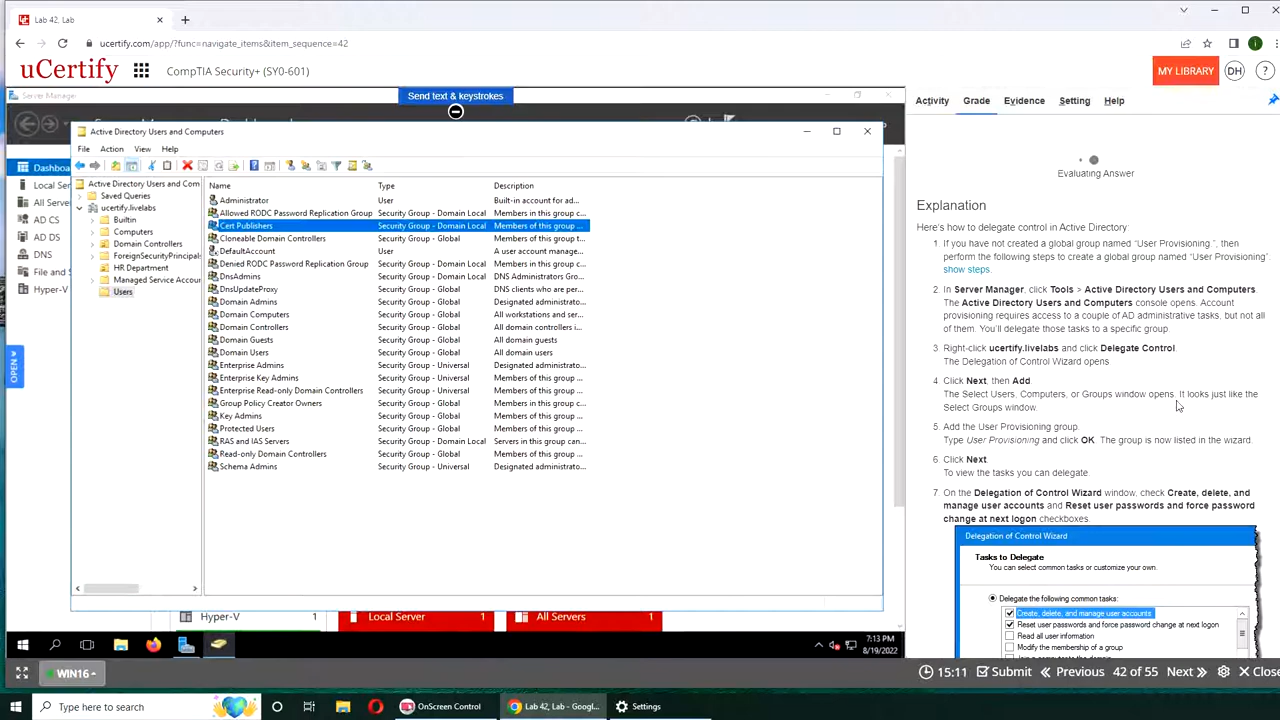 Lab 42, Lab
ucertify.com/app/?func=navigate_items&item_sequence=42
i
uCertify
CompTIA Security+ (SY0-601)
MY LIBRARY
DH
?
Server Manager
Send text & keystrokes
Active Directory Users and Computers
File Action View Help
Active Directory Users and Com
Saved Queries
ucertify.livelabs
Builtin
Computers
Domain Controllers
ForeignSecurityPrincipals
HR Department
Managed Service Accoun
Users
Name Type Description
Administrator User Built-in account for ad...
Allowed RODC Password Replication Group Security Group - Domain Local Members in this group c...
Cert Publishers Security Group - Domain Local Members of this group ...
Cloneable Domain Controllers Security Group - Global Members of this group t...
DefaultAccount User A user account manage...
Denied RODC Password Replication Group Security Group - Domain Local Members in this group c...
DnsAdmins Security Group - Domain Local DNS Administrators Gro...
DnsUpdateProxy Security Group - Global DNS clients who are per...
Domain Admins Security Group - Global Designated administrato...
Domain Computers Security Group - Global All workstations and ser...
Domain Controllers Security Group - Global All domain controllers i...
Domain Guests Security Group - Global All domain guests
Domain Users Security Group - Global All domain users
Enterprise Admins Security Group - Universal Designated administrato...
Enterprise Key Admins Security Group - Universal Members of this group ...
Enterprise Read-only Domain Controllers Security Group - Universal Members of this group ...
Group Policy Creator Owners Security Group - Global Members in this group c...
Key Admins Security Group - Global Members of this group ...
Protected Users Security Group - Global Members of this group ...
RAS and IAS Servers Security Group - Domain Local Servers in this group can...
Read-only Domain Controllers Security Group - Global Members of this group ...
Schema Admins Security Group - Universal Designated administrato...
Dashboa
Local Ser
All Server
AD CS
AD DS
DNS
File and S
Hyper-V
OPEN
Hyper-V 1
Local Server 1
All Servers 1
7:13 PM
8/19/2022
WIN16
Activity Grade Evidence Setting Help
Evaluating Answer
Explanation
Here's how to delegate control in Active Directory:
1. If you have not created a global group named "User Provisioning.", then
perform the following steps to create a global group named "User Provisioning".
show steps.
2. In Server Manager, click Tools > Active Directory Users and Computers.
The Active Directory Users and Computers console opens. Account
provisioning requires access to a couple of AD administrative tasks, but not all
of them. You'll delegate those tasks to a specific group.
3. Right-click ucertify.livelabs and click Delegate Control.
The Delegation of Control Wizard opens
4. Click Next, then Add.
The Select Users, Computers, or Groups window opens. It looks just like the
Select Groups window.
5. Add the User Provisioning group.
Type User Provisioning and click OK. The group is now listed in the wizard.
6. Click Next.
To view the tasks you can delegate.
7. On the Delegation of Control Wizard window, check Create, delete, and
manage user accounts and Reset user passwords and force password
change at next logon checkboxes.
Delegation of Control Wizard
Tasks to Delegate
You can select common tasks or customize your own.
Delegate the following common tasks:
Create, delete, and manage user accounts
Reset user passwords and force password change at next logon
Read all user information
Modify the membership of a group
15:11 Submit Previous 42 of 55 Next Close
Type here to search
OnScreen Control
Lab 42, Lab - Googl...
Settings